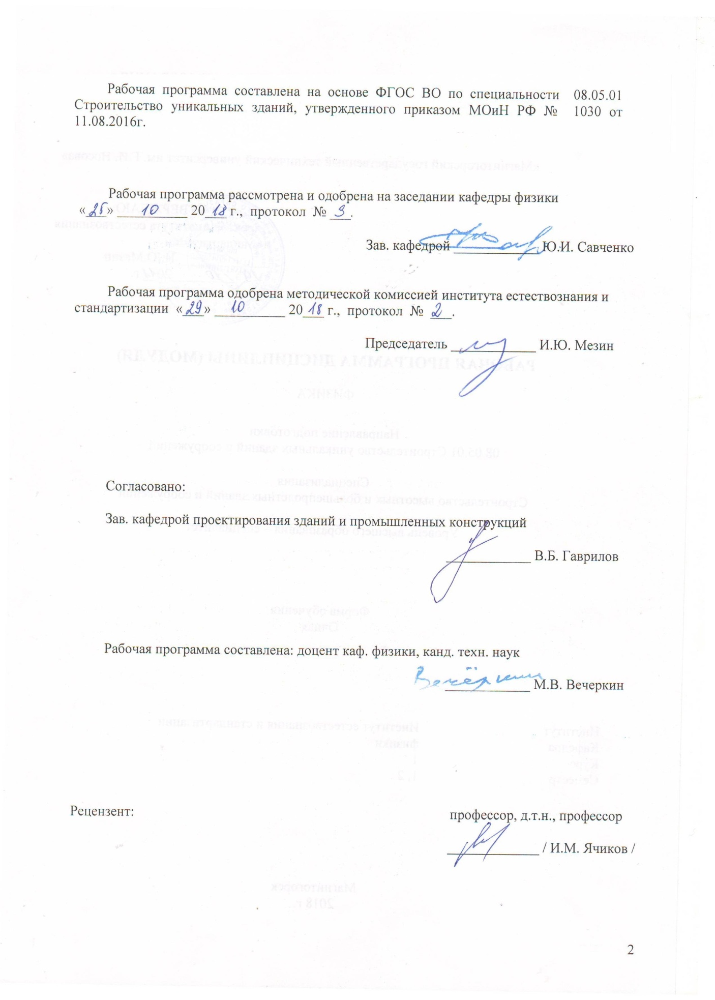 Рабочая программа составлена на основе ФГОС ВО по специальности 08.05.01
Строительство уникальных зданий, утвержденного приказом МОиН РФ № 1030 от
11.08.2016г.
Рабочая программа рассмотрена и одобрена на заседании кафедры физики
«25» 10 2018 г., протокол № 3.
Зав. кафедрой ____________ Ю.И. Савченко
Рабочая программа одобрена методической комиссией института естествознания и
стандартизации «29» 10 2018 г., протокол № 2.
Председатель ____________ И.Ю. Мезин
Согласовано:
Зав. кафедрой проектирования зданий и промышленных конструкций
____________ В.Б. Гаврилов
Рабочая программа составлена: доцент каф. физики, канд. техн. наук
Вечёркин М.В. Вечеркин
Рецензент: профессор, д.т.н., профессор
_____________ / И.М. Ячиков /
2